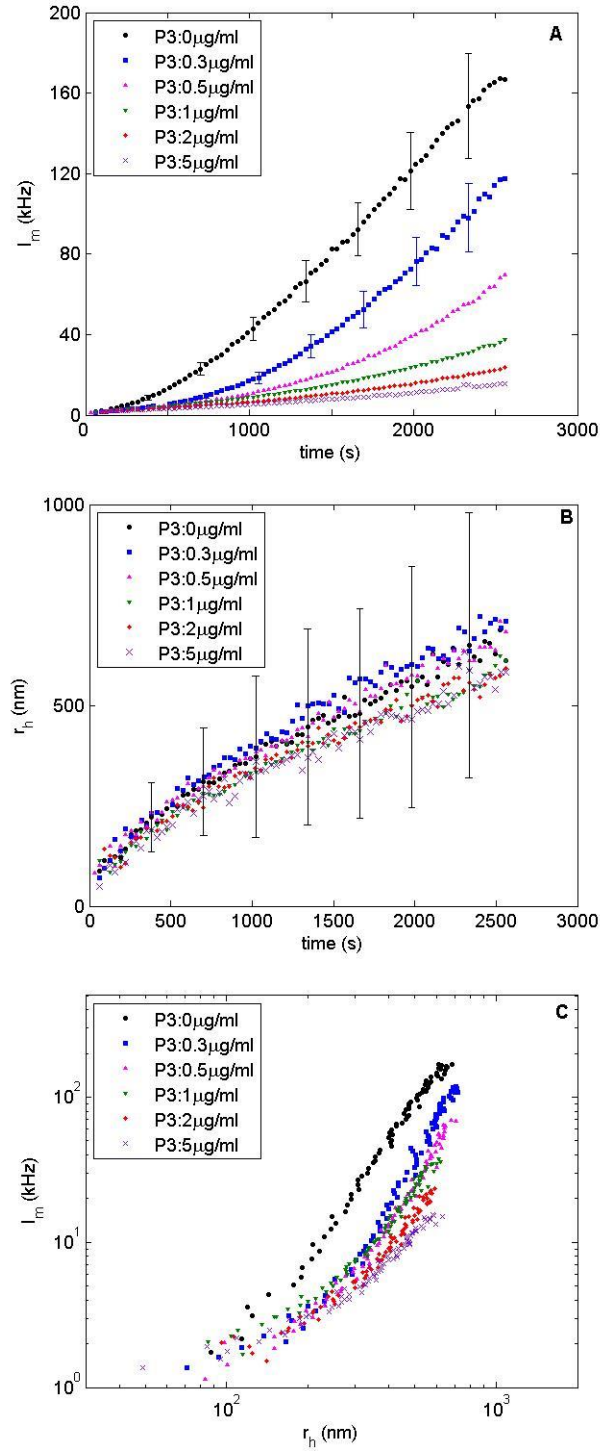 A
P3:0μg/ml
P3:0.3μg/ml
P3:0.5μg/ml
P3:1μg/ml
P3:2μg/ml
P3:5μg/ml
200
160
120
80
40
0
I_m (kHz)
0 1000 2000 3000
time (s)
B
P3:0μg/ml
P3:0.3μg/ml
P3:0.5μg/ml
P3:1μg/ml
P3:2μg/ml
P3:5μg/ml
1000
500
0
r_h (nm)
0 500 1000 1500 2000 2500 3000
time (s)
C
P3:0μg/ml
P3:0.3μg/ml
P3:0.5μg/ml
P3:1μg/ml
P3:2μg/ml
P3:5μg/ml
10^2
10^1
10^0
I_m (kHz)
10^2 10^3
r_h (nm)